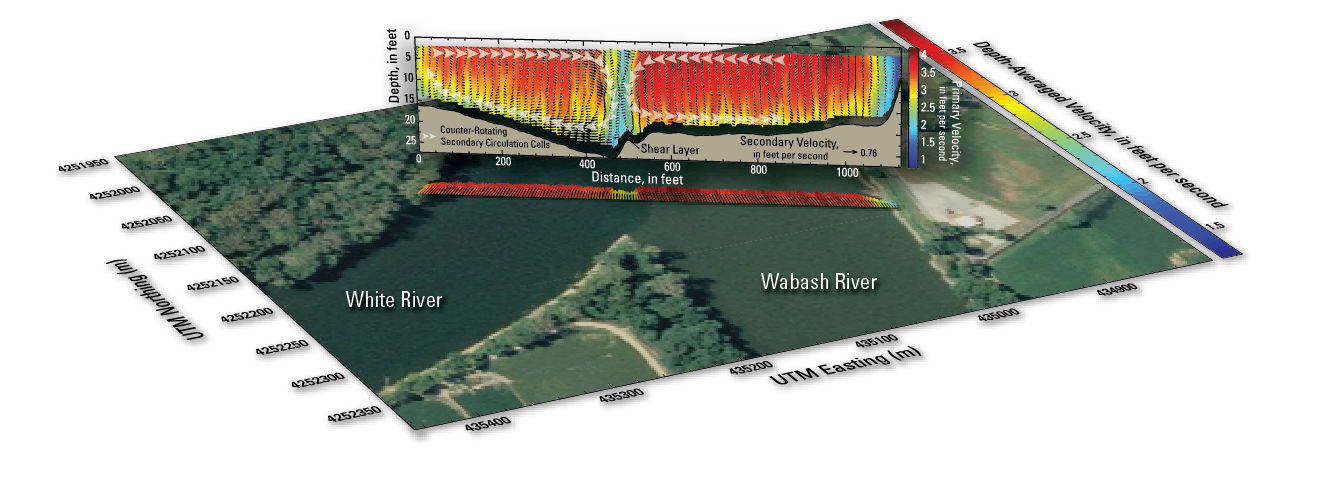 Depth, in feet
0
5
10
15
20
25
Counter-Rotating
Secondary Circulation Cells
Shear Layer
Secondary Velocity,
in feet per second
0.76
0
200
400
600
800
1000
Distance, in feet
4
3.5
3
2.5
2
1.5
1
Primary Velocity,
in feet per second
Depth-Averaged Velocity, in feet per second
3.5
3
2.5
2
1.5
White River
Wabash River
4251950
4252000
4252050
4252100
4252150
4252200
4252250
4252300
4252350
UTM Northing (m)
435400
435300
435200
435100
435000
434900
UTM Easting (m)